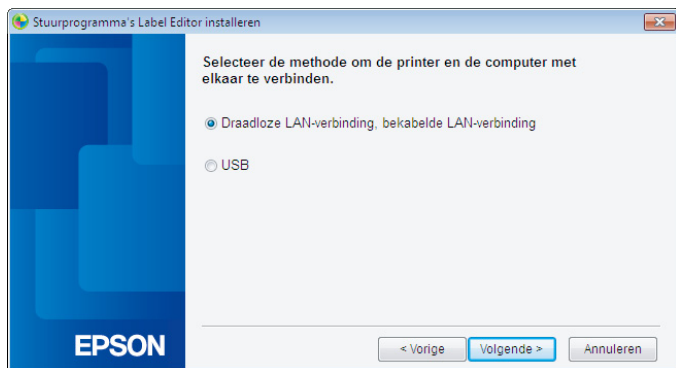 Stuurprogramma's Label Editor installeren
Selecteer de methode om de printer en de computer met
elkaar te verbinden.
Draadloze LAN-verbinding, bekabelde LAN-verbinding
USB
EPSON
< Vorige
Volgende >
Annuleren